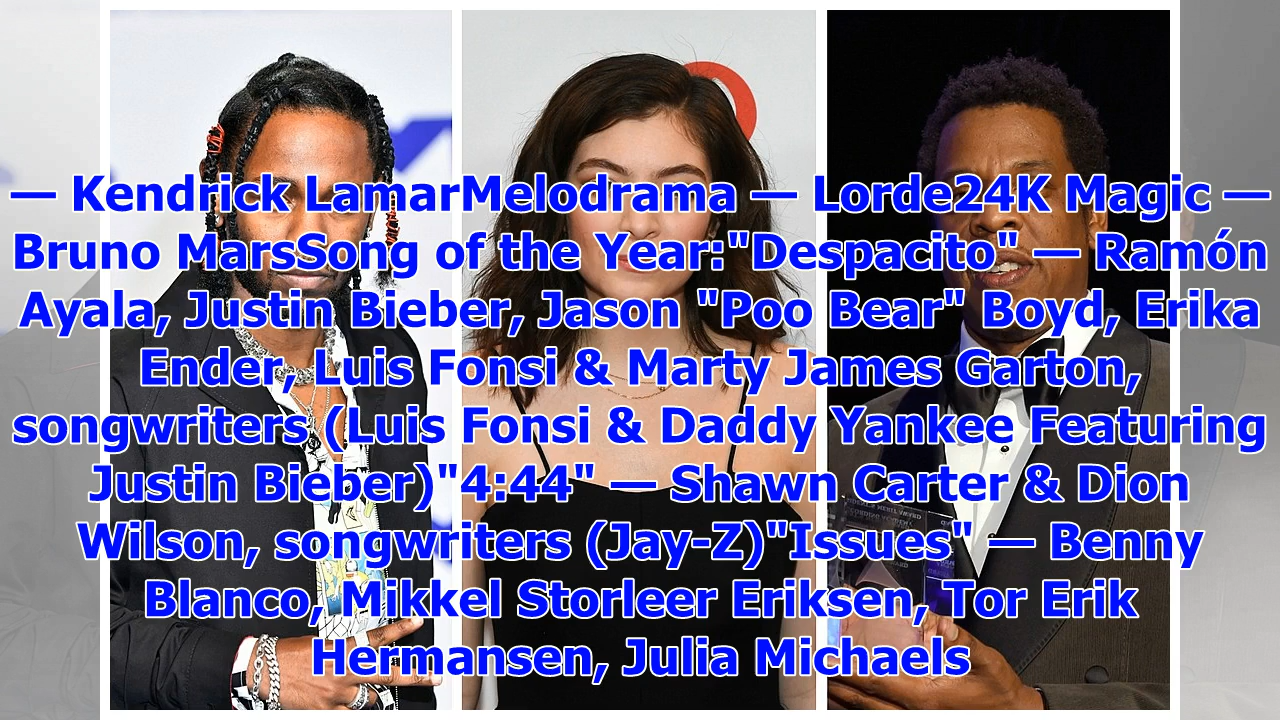 — Kendrick LamarMelodrama — Lorde24K Magic —
Bruno MarsSong of the Year:"Despacito" — Ramón
Ayala, Justin Bieber, Jason "Poo Bear" Boyd, Erika
Ender, Luis Fonsi & Marty James Garton,
songwriters (Luis Fonsi & Daddy Yankee Featuring
Justin Bieber)"4:44" — Shawn Carter & Dion
Wilson, songwriters (Jay-Z)"Issues" — Benny
Blanco, Mikkel Storleer Eriksen, Tor Erik
Hermansen, Julia Michaels